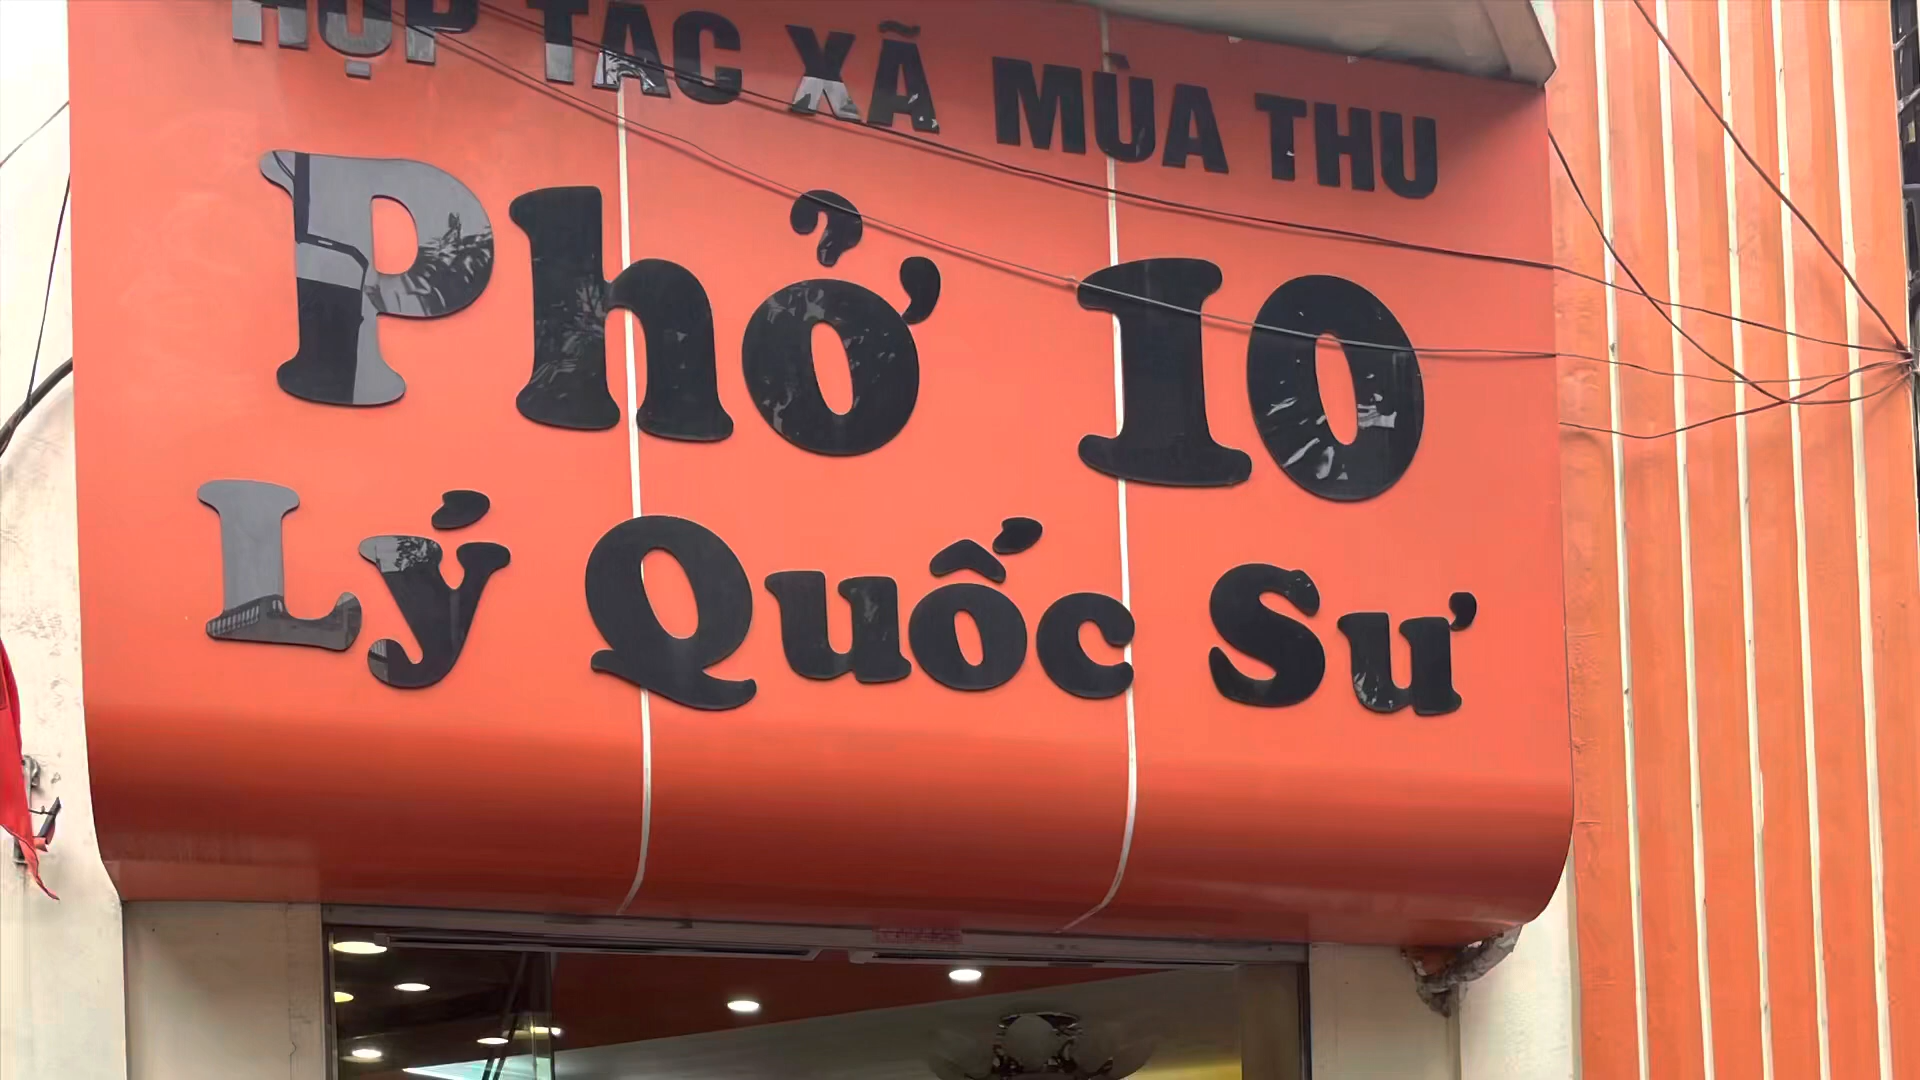 HỢP TÁC XÃ MÙA THU
Phở 10
Lý Quốc Sư